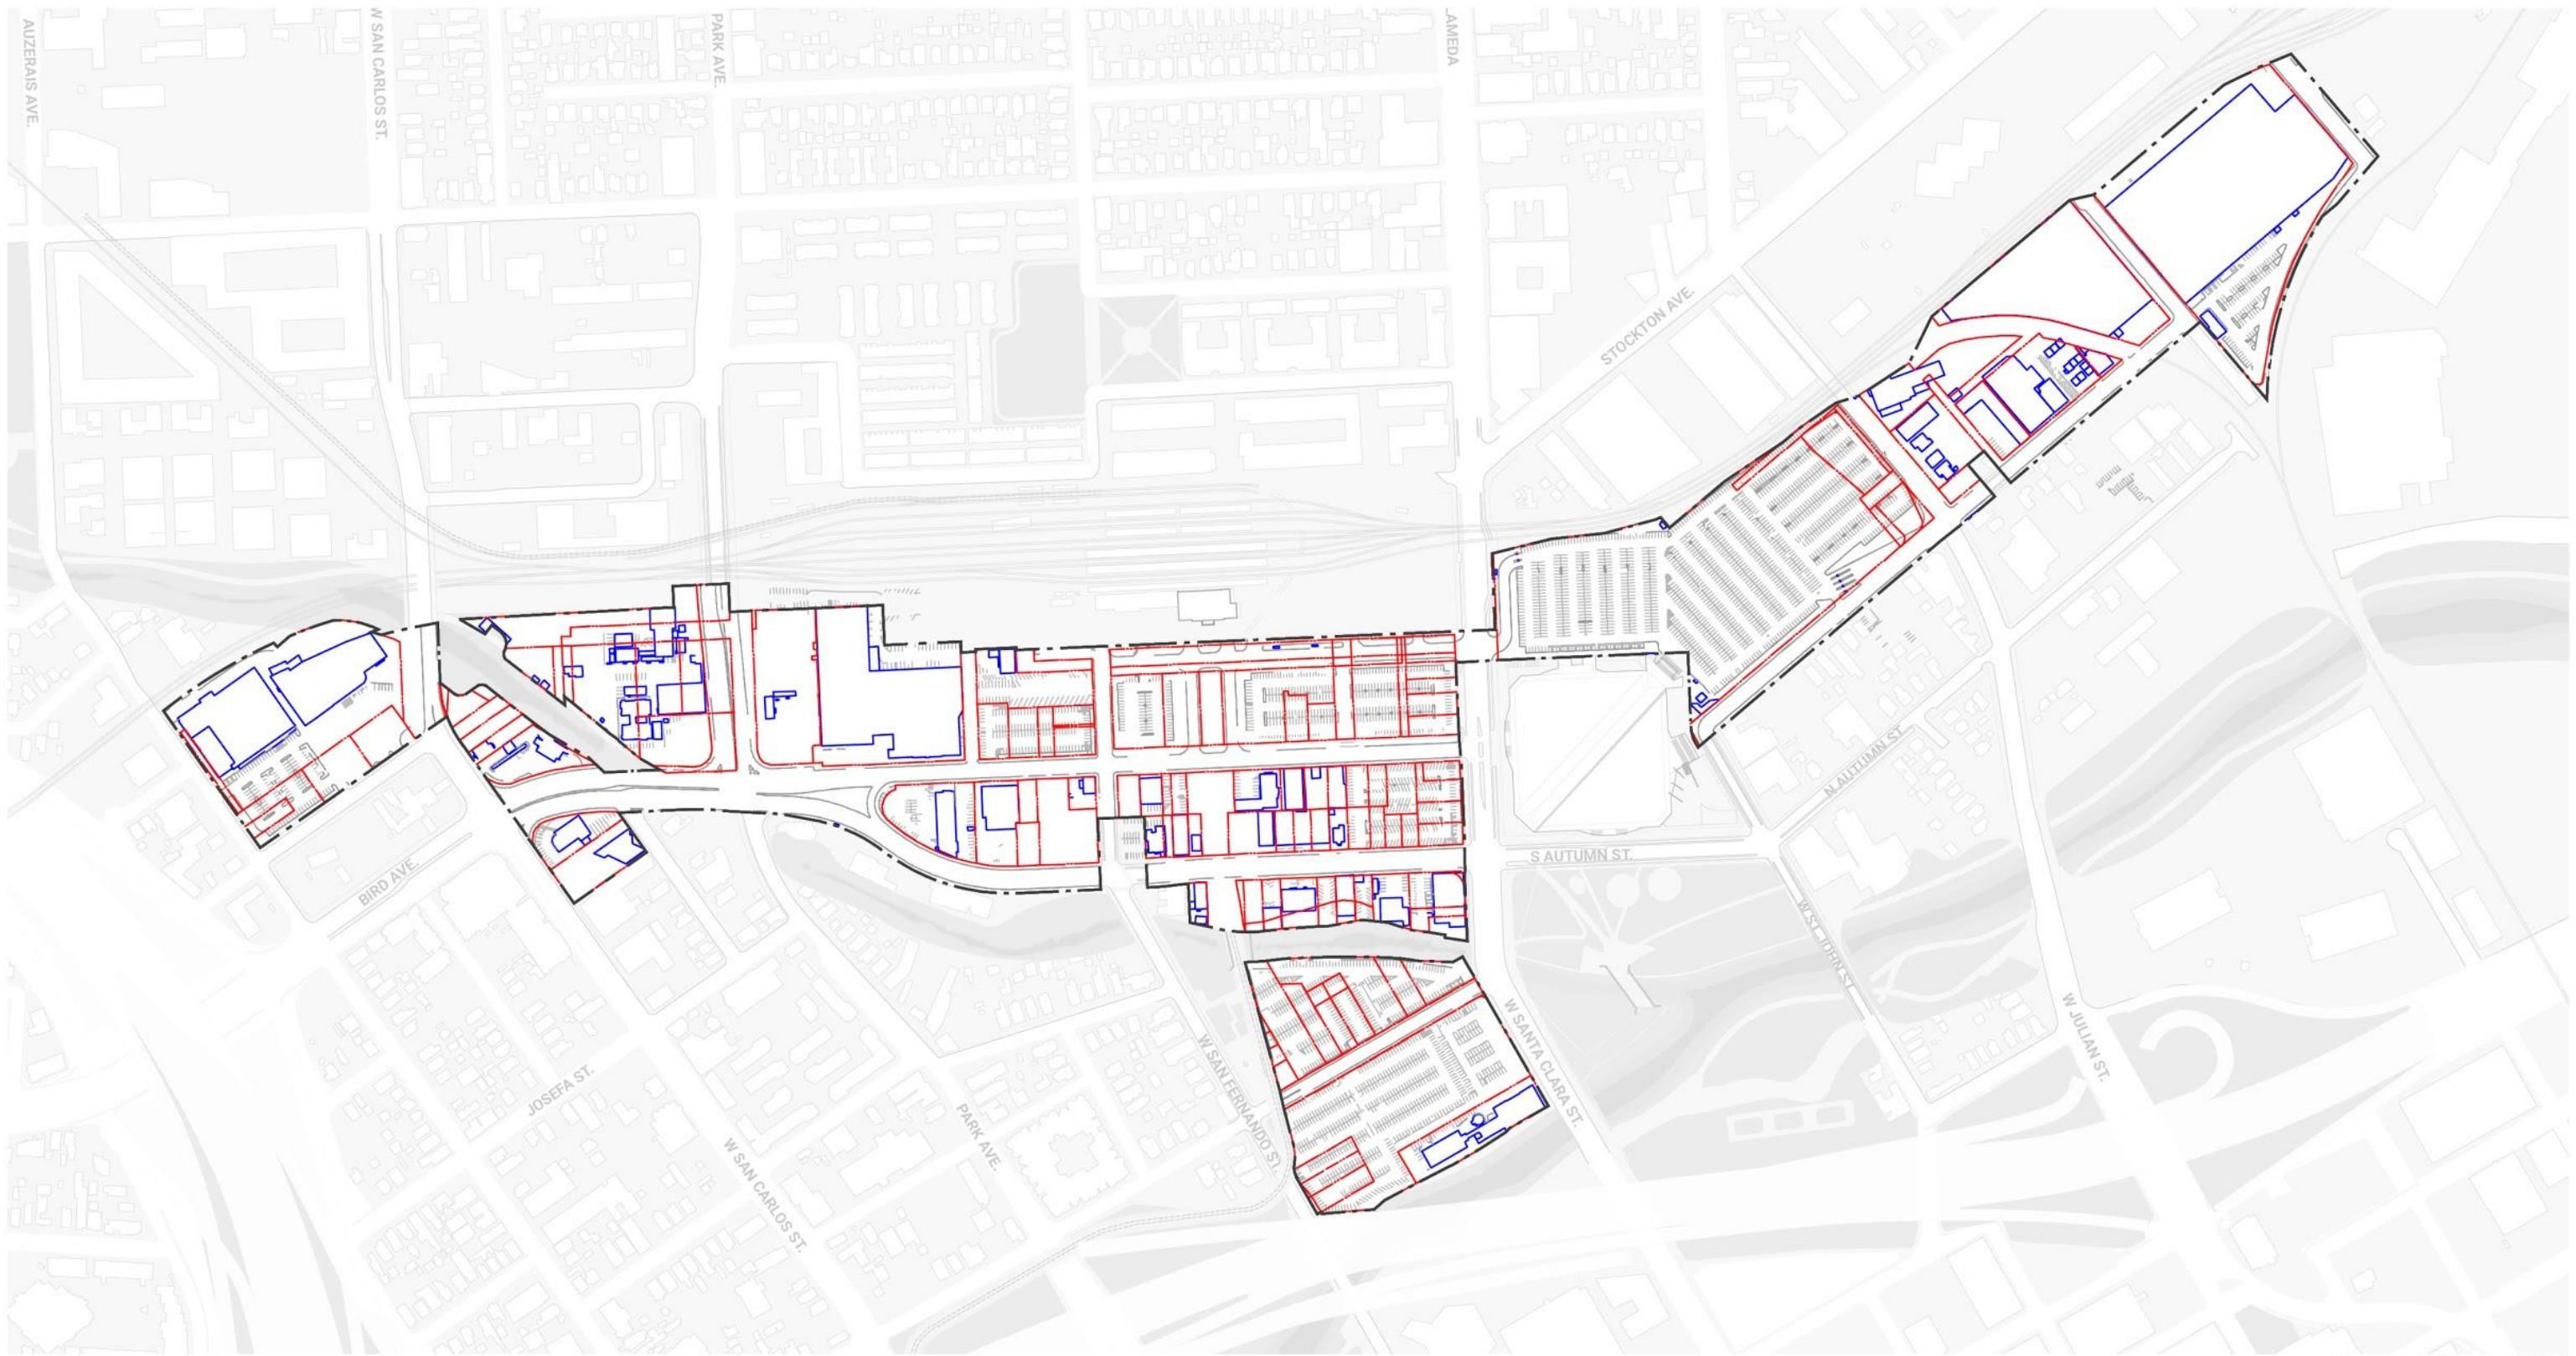 AUZERAIS AVE.
W SAN CARLOS ST.
PARK AVE.
AMEDA
STOCKTON AVE.
N AUTUMN ST.
S AUTUMN ST.
BIRD AVE.
W ST. JOHN ST.
W SANTA CLARA ST.
W JULIAN ST.
W SAN FERNANDO ST.
JOSEFA ST.
PARK AVE.
W SAN CARLOS ST.